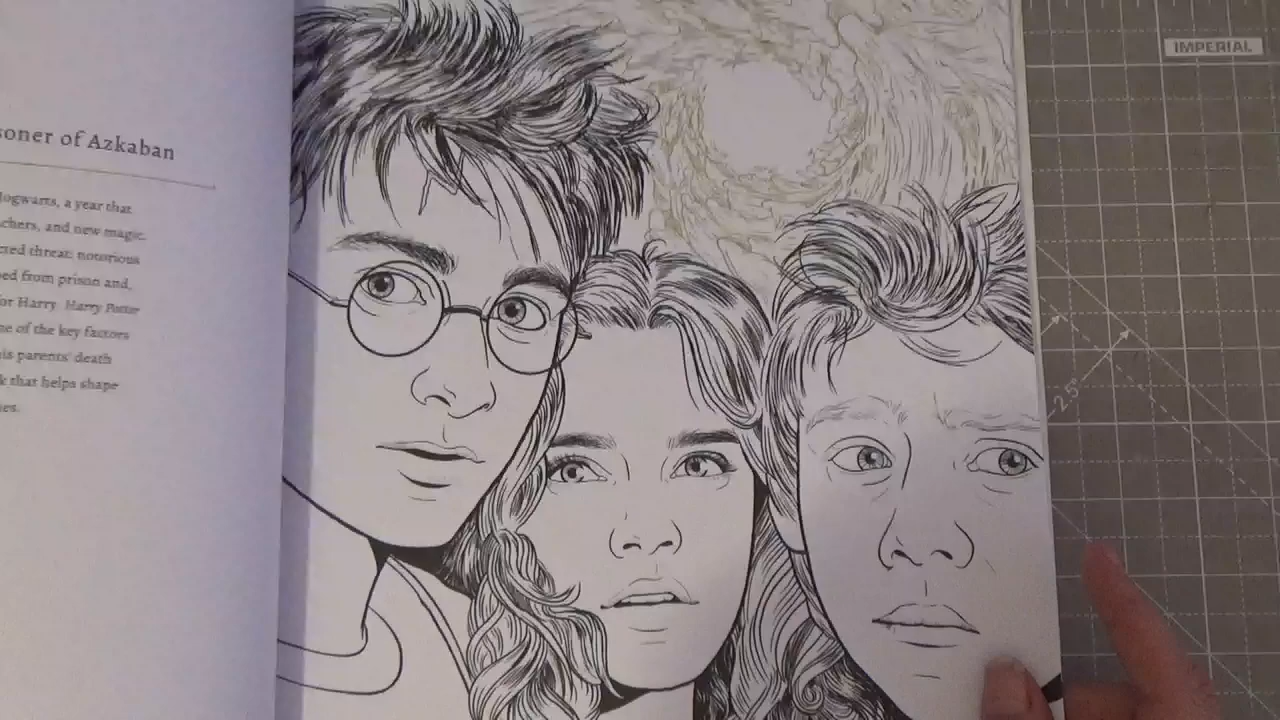 soner of Azkaban
Hogwarts, a year that
chers, and new magic.
cted threat: notorious
ped from prison and,
for Harry. Harry Potter
ne of the key factors
his parents' death
k that helps shape
ies.
IMPERIAL
2.5"